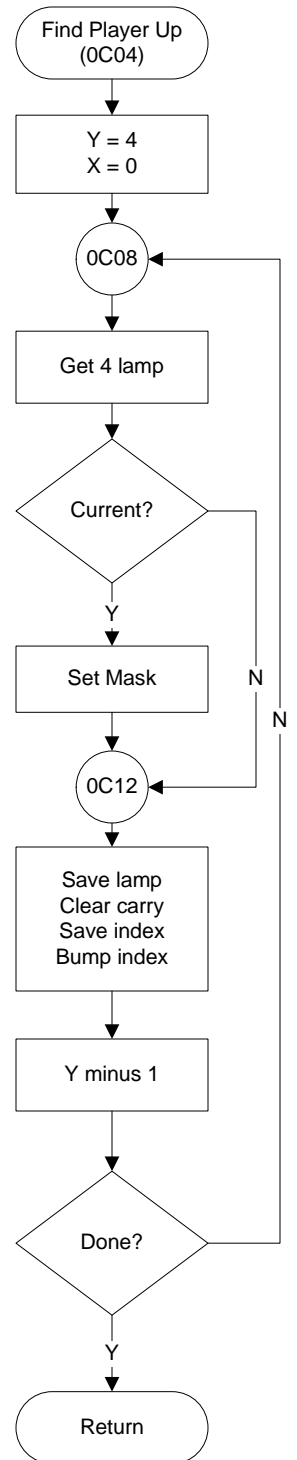 Find Player Up
(0C04)
Y = 4
X = 0
0C08
Get 4 lamp
Current?
Y
N
N
Set Mask
0C12
Save lamp
Clear carry
Save index
Bump index
Y minus 1
Done?
Y
Return